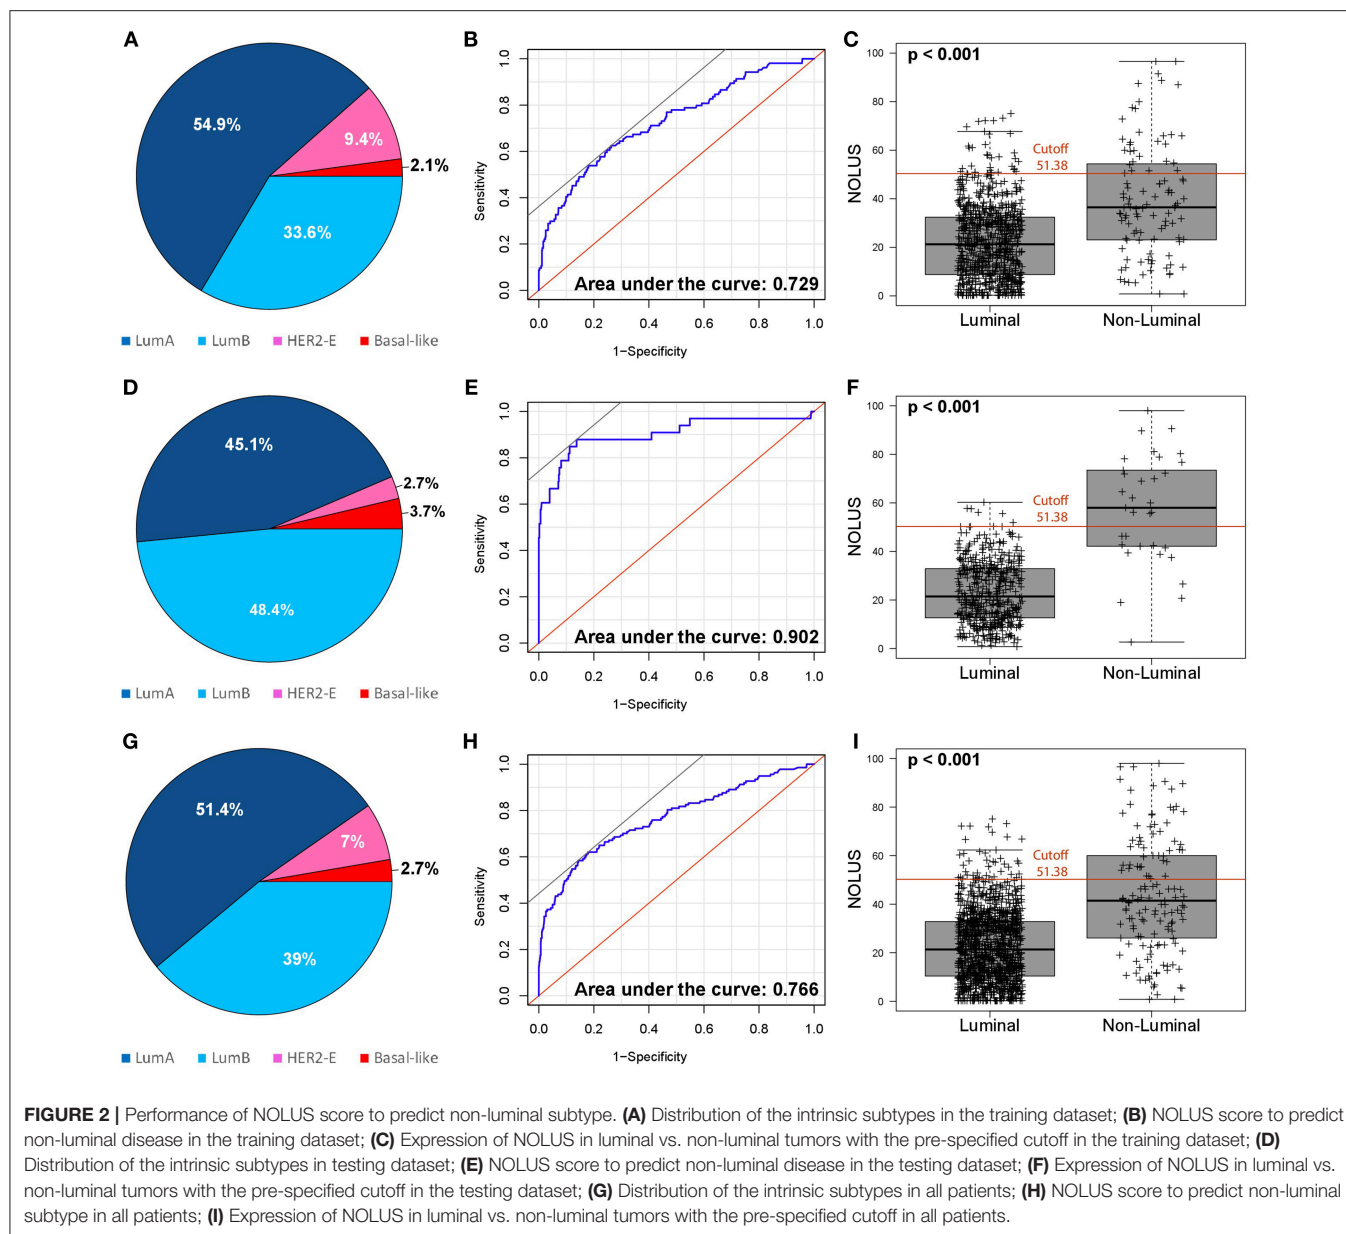 A
54.9%
9.4%
2.1%
33.6%
LumA LumB HER2-E Basal-like
B
Sensitivity
1.0
0.8
0.6
0.4
0.2
0.0
Area under the curve: 0.729
0.0 0.2 0.4 0.6 0.8 1.0
1-Specificity
C
p < 0.001
NOLUS
100
80
60
40
20
0
Cutoff
51.38
Luminal Non-Luminal
D
45.1%
2.7%
3.7%
48.4%
LumA LumB HER2-E Basal-like
E
Sensitivity
1.0
0.8
0.6
0.4
0.2
0.0
Area under the curve: 0.902
0.0 0.2 0.4 0.6 0.8 1.0
1-Specificity
F
p < 0.001
NOLUS
100
80
60
40
20
0
Cutoff
51.38
Luminal Non-Luminal
G
51.4%
7%
2.7%
39%
LumA LumB HER2-E Basal-like
H
Sensitivity
1.0
0.8
0.6
0.4
0.2
0.0
Area under the curve: 0.766
0.0 0.2 0.4 0.6 0.8 1.0
1-Specificity
I
p < 0.001
NOLUS
100
80
60
40
20
0
Cutoff
51.38
Luminal Non-Luminal
FIGURE 2 | Performance of NOLUS score to predict non-luminal subtype. (A) Distribution of the intrinsic subtypes in the training dataset; (B) NOLUS score to predict
non-luminal disease in the training dataset; (C) Expression of NOLUS in luminal vs. non-luminal tumors with the pre-specified cutoff in the training dataset; (D)
Distribution of the intrinsic subtypes in testing dataset; (E) NOLUS score to predict non-luminal disease in the testing dataset; (F) Expression of NOLUS in luminal vs.
non-luminal tumors with the pre-specified cutoff in the testing dataset; (G) Distribution of the intrinsic subtypes in all patients; (H) NOLUS score to predict non-luminal
subtype in all patients; (I) Expression of NOLUS in luminal vs. non-luminal tumors with the pre-specified cutoff in all patients.